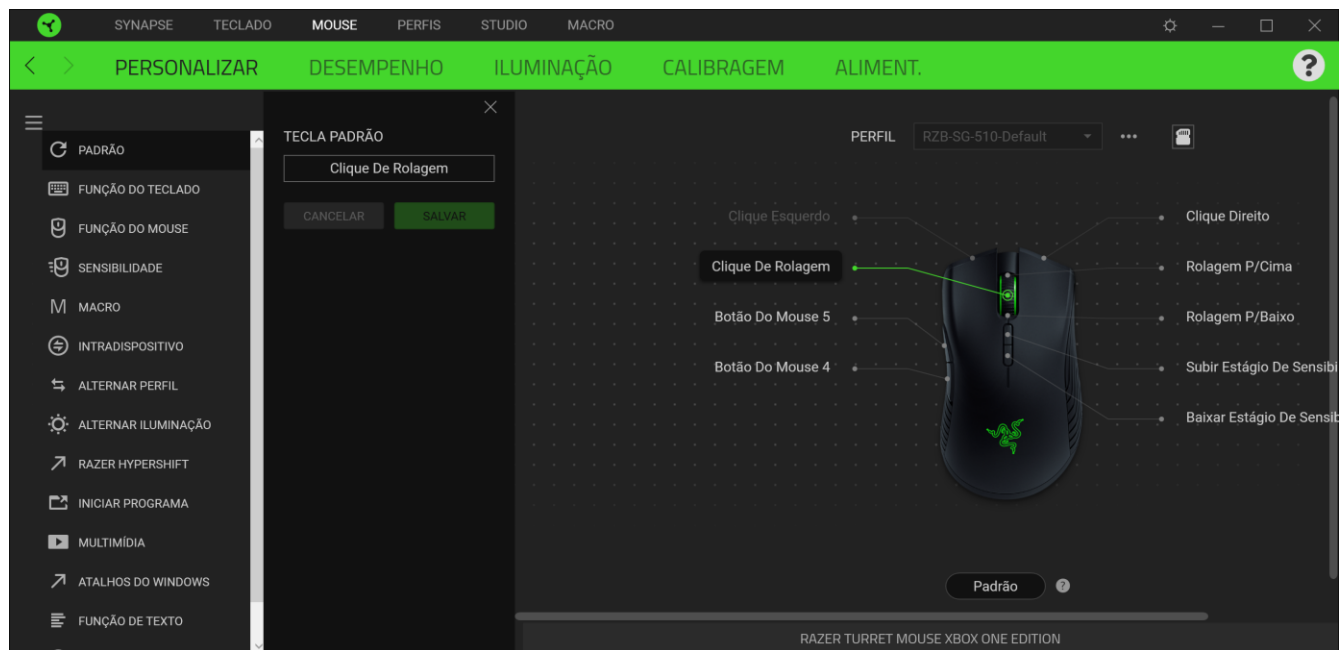 SYNAPSE TECLADO MOUSE PERFIS STUDIO MACRO
PERSONALIZAR DESEMPENHO ILUMINAÇÃO CALIBRAGEM ALIMENT. ?
PADRÃO
FUNÇÃO DO TECLADO
FUNÇÃO DO MOUSE
SENSIBILIDADE
M MACRO
INTRADISPOSITIVO
ALTERNAR PERFIL
ALTERNAR ILUMINAÇÃO
RAZER HYPERSHIFT
INICIAR PROGRAMA
MULTIMÍDIA
ATALHOS DO WINDOWS
FUNÇÃO DE TEXTO
TECLA PADRÃO
Clique De Rolagem
CANCELAR SALVAR
PERFIL RZB-SG-510-Default
Clique Esquerdo
Clique De Rolagem
Botão Do Mouse 5
Botão Do Mouse 4
Clique Direito
Rolagem P/Cima
Rolagem P/Baixo
Subir Estágio De Sensibi
Baixar Estágio De Sensib
Padrão ?
RAZER TURRET MOUSE XBOX ONE EDITION